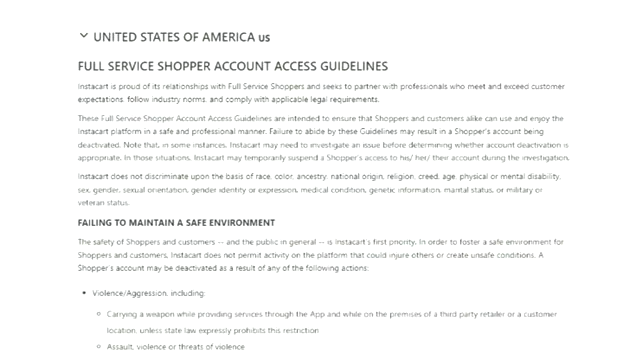 UNITED STATES OF AMERICA us
FULL SERVICE SHOPPER ACCOUNT ACCESS GUIDELINES
Instacart is proud of its relationships with Full Service Shoppers and seeks to partner with professionals who meet and exceed customer
expectations, follow industry norms, and comply with applicable legal requirements.
These Full Service Shopper Account Access Guidelines are intended to ensure that Shoppers and customers alike can use and enjoy the
Instacart platform in a safe and professional manner. Failure to abide by these Guidelines may result in a Shopper's account being
deactivated. Note that, in some instances, Instacart may need to investigate an issue before determining whether account deactivation is
appropriate. In those situations, Instacart may temporarily suspend a Shopper's access to his/ her/ their account during the investigation.
Instacart does not discriminate upon the basis of race, color, ancestry, national origin, religion, creed, age, physical or mental disability,
sex, gender, sexual orientation, gender identity or expression, medical condition, genetic information, marital status, or military or
veteran status.
FAILING TO MAINTAIN A SAFE ENVIRONMENT
The safety of Shoppers and customers -- and the public in general -- is Instacart's first priority. In order to foster a safe environment for
Shoppers and customers, Instacart does not permit activity on the platform that could injure others or create unsafe conditions. A
Shopper's account may be deactivated as a result of any of the following actions:
• Violence/Aggression, including:
○ Carrying a weapon while providing services through the App and while on the premises of a third party retailer or a customer
location, unless state law expressly prohibits this restriction
○ Assault, violence or threats of violence